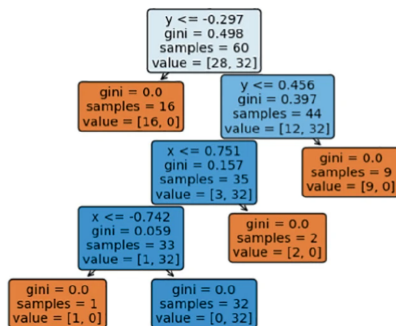 y <= -0.297
gini = 0.498
samples = 60
value = [28, 32]
gini = 0.0
samples = 16
value = [16, 0]
y <= 0.456
gini = 0.397
samples = 44
value = [12, 32]
x <= 0.751
gini = 0.157
samples = 35
value = [3, 32]
gini = 0.0
samples = 9
value = [9, 0]
x <= -0.742
gini = 0.059
samples = 33
value = [1, 32]
gini = 0.0
samples = 2
value = [2, 0]
gini = 0.0
samples = 1
value = [1, 0]
gini = 0.0
samples = 32
value = [0, 32]